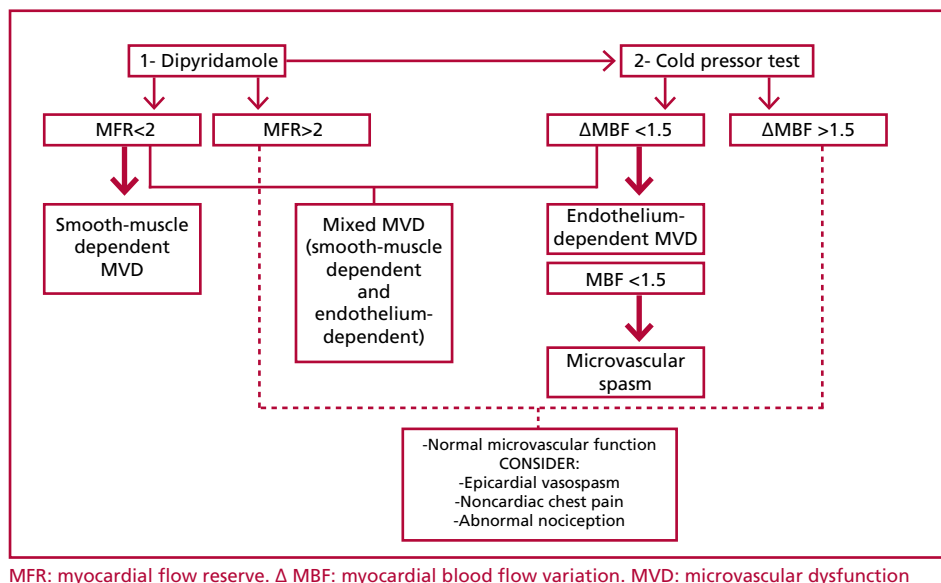 1- Dipyridamole
2- Cold pressor test
MFR<2
MFR>2
ΔMBF <1.5
ΔMBF >1.5
Smooth-muscle
dependent
MVD
Mixed MVD
(smooth-muscle
dependent
and
endothelium-
dependent)
Endothelium-
dependent MVD
MBF <1.5
Microvascular
spasm
-Normal microvascular function
CONSIDER:
-Epicardial vasospasm
-Noncardiac chest pain
-Abnormal nociception
MFR: myocardial flow reserve. Δ MBF: myocardial blood flow variation. MVD: microvascular dysfunction